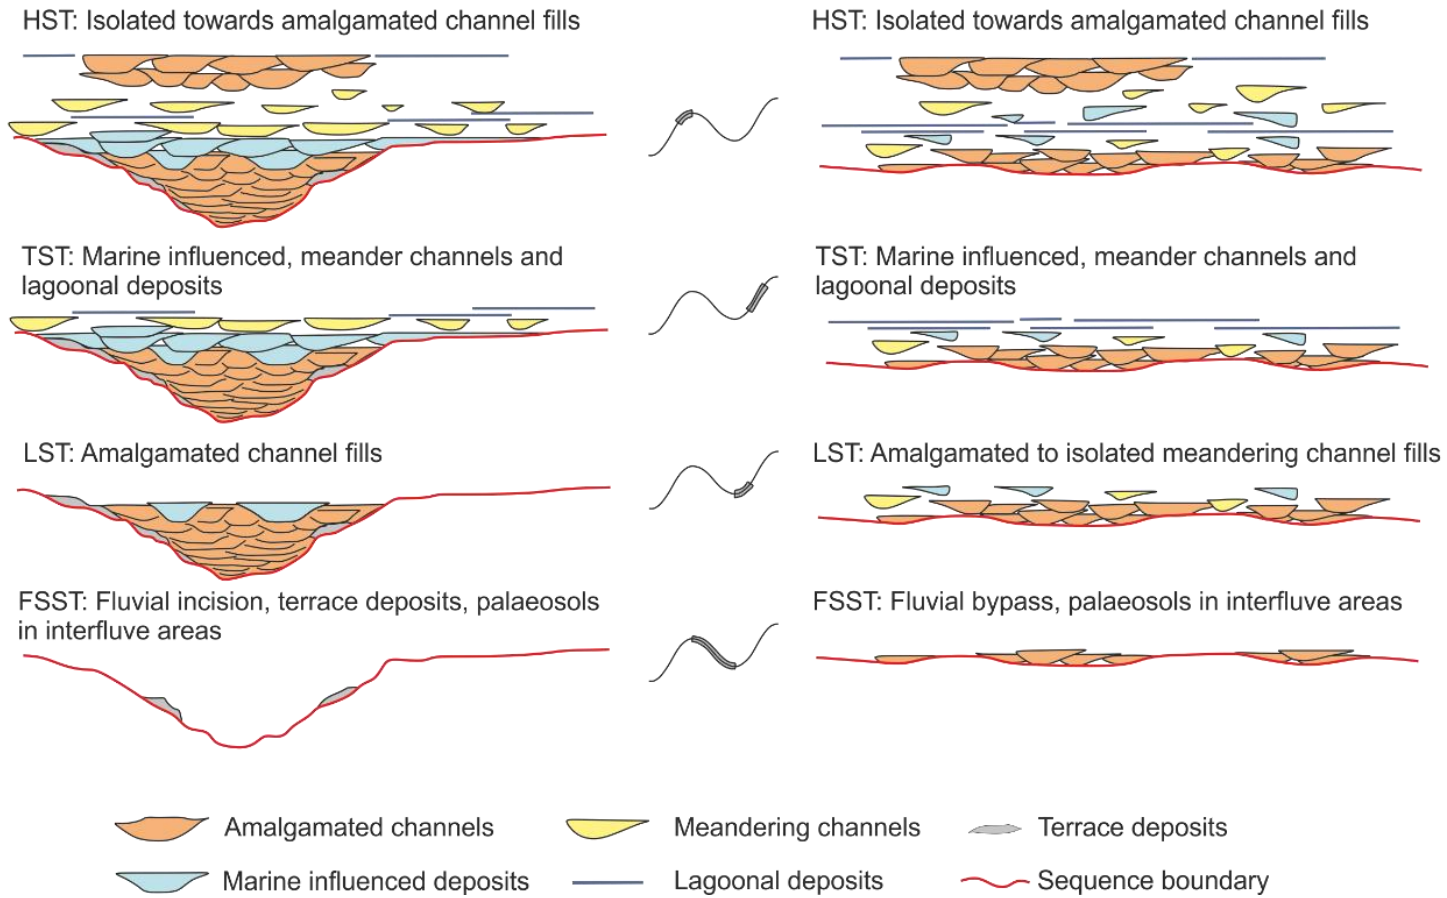 HST: Isolated towards amalgamated channel fills
HST: Isolated towards amalgamated channel fills
TST: Marine influenced, meander channels and
lagoonal deposits
TST: Marine influenced, meander channels and
lagoonal deposits
LST: Amalgamated channel fills
LST: Amalgamated to isolated meandering channel fills
FSST: Fluvial incision, terrace deposits, palaeosols
in interfluve areas
FSST: Fluvial bypass, palaeosols in interfluve areas
Amalgamated channels
Meandering channels
Terrace deposits
Marine influenced deposits
Lagoonal deposits
Sequence boundary